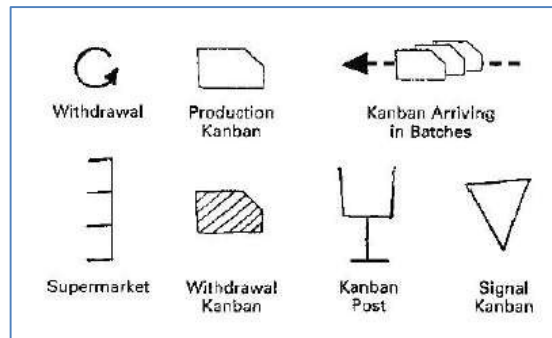 Withdrawal
Production
Kanban
Kanban Arriving
in Batches
Supermarket
Withdrawal
Kanban
Kanban
Post
Signal
Kanban